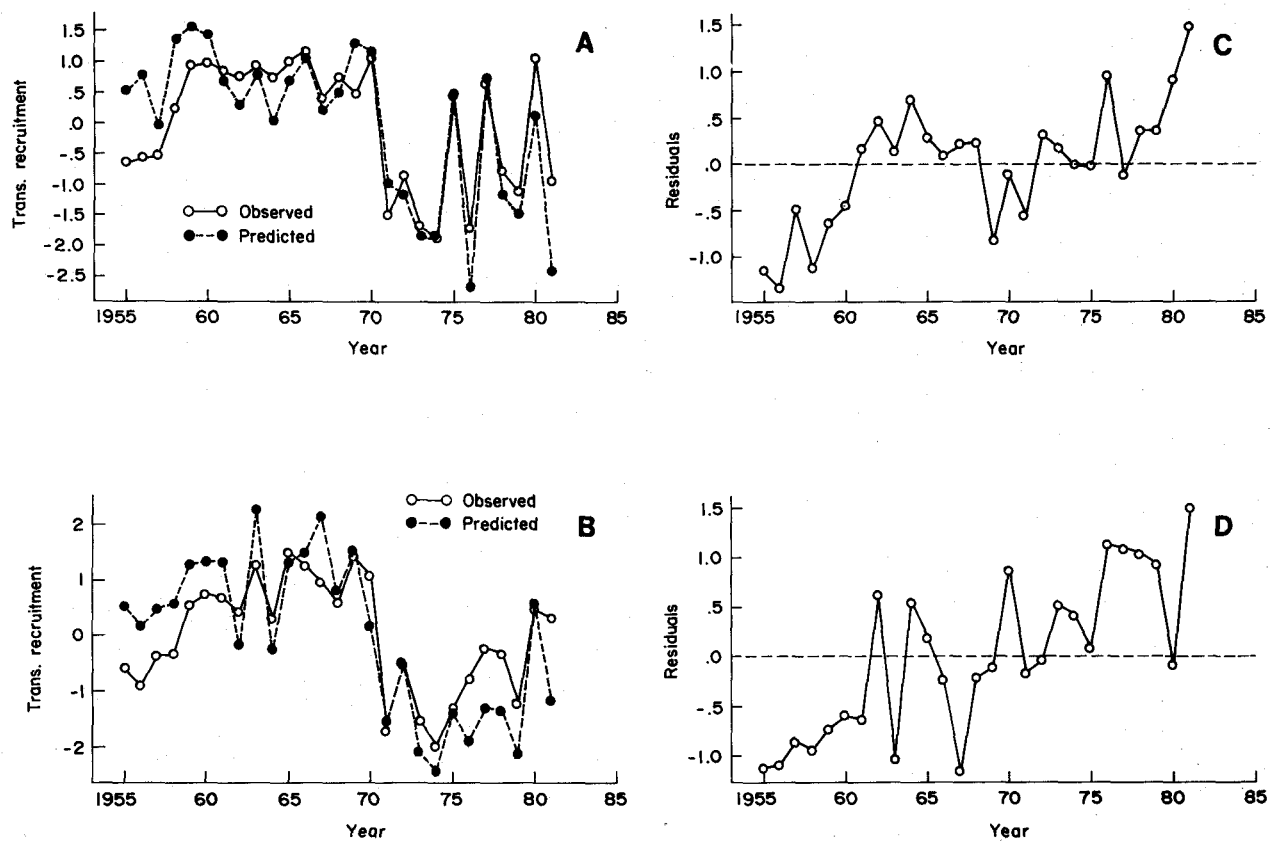 1.5
1.0
.5
.0
-.5
-1.0
-1.5
-2.0
-2.5
Trans. recruitment
A
Observed
Predicted
1955 60 65 70 75 80 85
Year
1.5
1.0
.5
.0
-.5
-1.0
Residuals
C
1955 60 65 70 75 80 85
Year
2
1
0
-1
-2
Trans. recruitment
Observed
Predicted
B
1955 60 65 70 75 80 85
Year
1.5
1.0
.5
.0
-.5
-1.0
Residuals
D
1955 60 65 70 75 80 85
Year